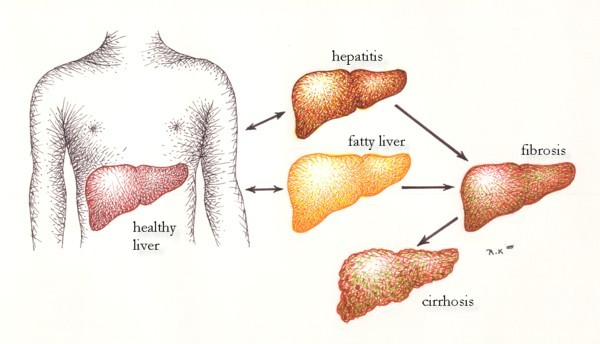 hepatitis
fatty liver
fibrosis
healthy
liver
cirrhosis